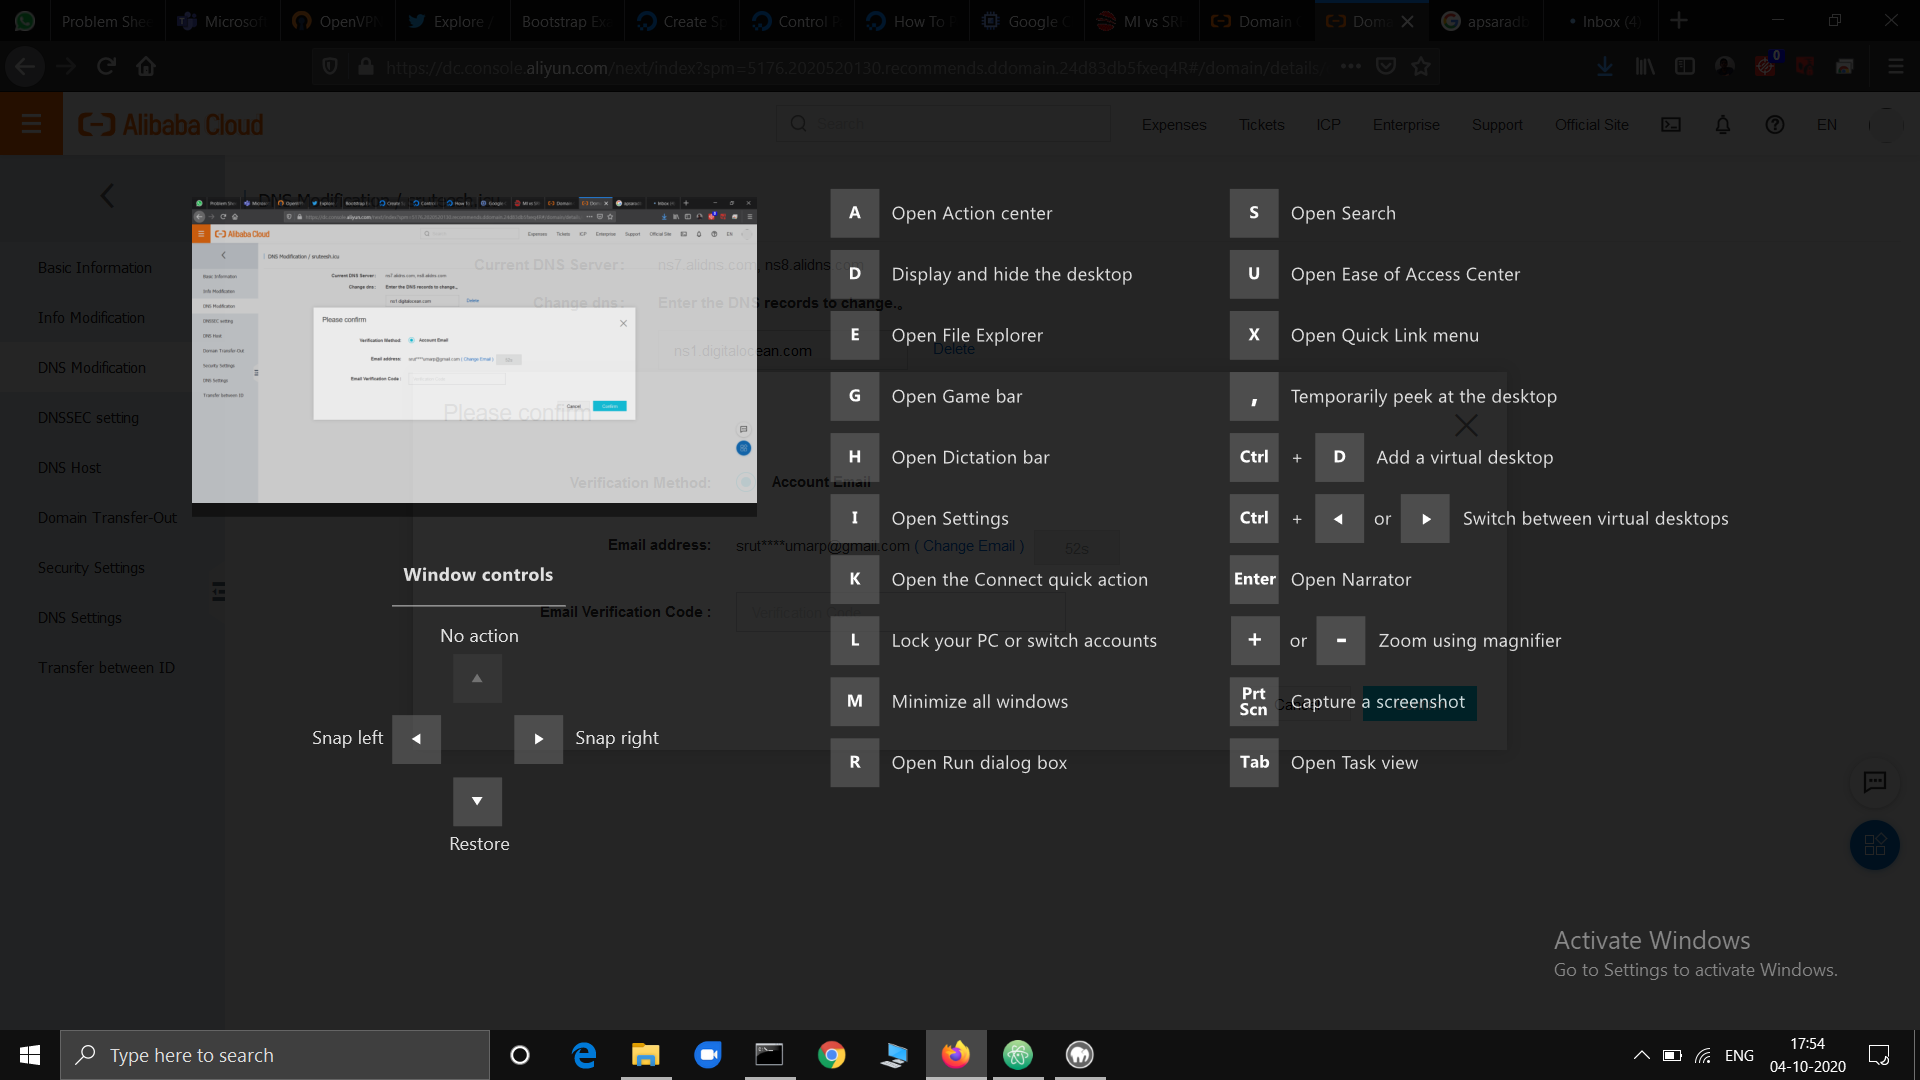 Problem She
Microsof
OpenVPN
Explore /
Bootstrap Ex
Create Sp
Control P
How To P
Google C
MI vs SRH
Domain
Doma
apsaradb
Inbox (4)
https://dc.console.aliyun.com/next/index?spm=5176.2020520130.recommends.ddomain.24d83db5fxeq4R#/domain/details/
0
Alibaba Cloud
Search
Expenses
Tickets
ICP
Enterprise
Support
Official Site
EN
DNS Modification / sruteesh.icu
Basic Information
Info Modification
DNS Modification
DNSSEC setting
DNS Host
Domain Transfer-Out
Security Settings
DNS Settings
Transfer between ID
Current DNS Server: ns7.alidns.com, ns8.alidns.com
Change dns: Enter the DNS records to change.。
ns1.digitalocean.com Delete
Please confirm
Verification Method: Account Email
Email address: srut****umarp@gmail.com ( Change Email ) 52s
Email Verification Code : Verification Code
Cancel
Window controls
No action
Snap left
Snap right
Restore
A Open Action center
D Display and hide the desktop
E Open File Explorer
G Open Game bar
H Open Dictation bar
I Open Settings
K Open the Connect quick action
L Lock your PC or switch accounts
M Minimize all windows
R Open Run dialog box
S Open Search
U Open Ease of Access Center
X Open Quick Link menu
, Temporarily peek at the desktop
Ctrl + D Add a virtual desktop
Ctrl + or Switch between virtual desktops
Enter Open Narrator
+ or - Zoom using magnifier
Prt Scn Capture a screenshot
Tab Open Task view
Activate Windows
Go to Settings to activate Windows.
Type here to search
ENG
17:54
04-10-2020